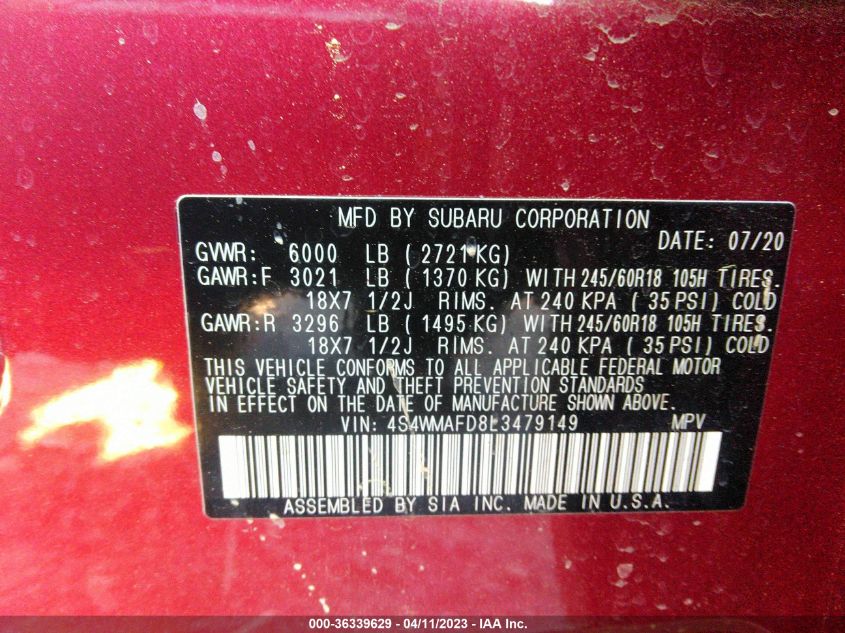 MFD BY SUBARU CORPORATION
DATE: 07/20
GVWR: 6000 LB ( 2721 KG)
GAWR:F 3021 LB ( 1370 KG) WITH 245/60R18 105H TIRES.
18X7 1/2J RIMS. AT 240 KPA ( 35 PSI) COLD
GAWR:R 3296 LB ( 1495 KG) WITH 245/60R18 105H TIRES.
18X7 1/2J RIMS. AT 240 KPA ( 35 PSI) COLD
THIS VEHICLE CONFORMS TO ALL APPLICABLE FEDERAL MOTOR
VEHICLE SAFETY AND THEFT PREVENTION STANDARDS
IN EFFECT ON THE DATE OF MANUFACTURE SHOWN ABOVE.
VIN: 4S4WMAFD8L3479149 MPV
ASSEMBLED BY SIA INC. MADE IN U.S.A.
000-36339629 - 04/11/2023 - IAA Inc.